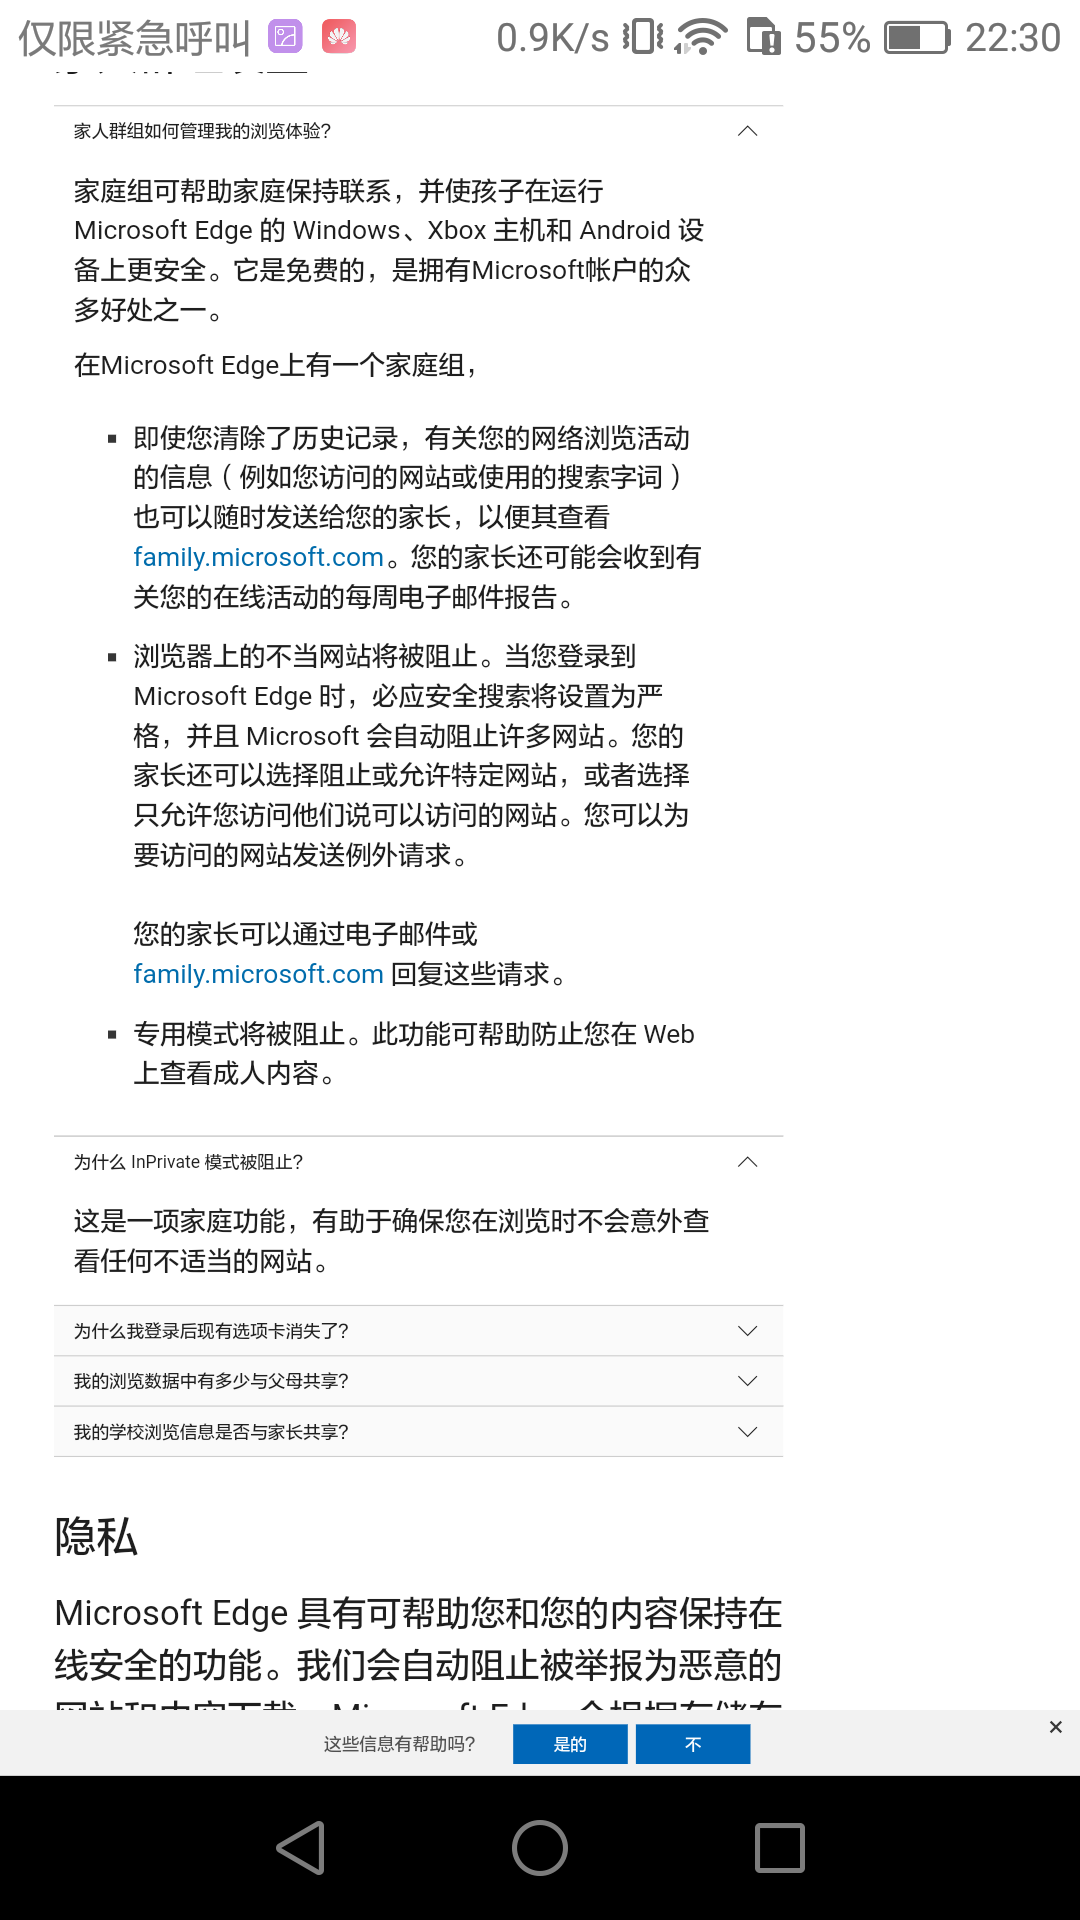 仅限紧急呼叫 0.9K/s 55% 22:30
家人群组如何管理我的浏览体验?
家庭组可帮助家庭保持联系，并使孩子在运行
Microsoft Edge 的 Windows、Xbox 主机和 Android 设
备上更安全。它是免费的，是拥有Microsoft帐户的众
多好处之一。
在Microsoft Edge上有一个家庭组，
▪ 即使您清除了历史记录，有关您的网络浏览活动
的信息（例如您访问的网站或使用的搜索字词）
也可以随时发送给您的家长，以便其查看
family.microsoft.com。您的家长还可能会收到有
关您的在线活动的每周电子邮件报告。
▪ 浏览器上的不当网站将被阻止。当您登录到
Microsoft Edge 时，必应安全搜索将设置为严
格，并且 Microsoft 会自动阻止许多网站。您的
家长还可以选择阻止或允许特定网站，或者选择
只允许您访问他们说可以访问的网站。您可以为
要访问的网站发送例外请求。
您的家长可以通过电子邮件或
family.microsoft.com 回复这些请求。
▪ 专用模式将被阻止。此功能可帮助防止您在 Web
上查看成人内容。
为什么 InPrivate 模式被阻止?
这是一项家庭功能，有助于确保您在浏览时不会意外查
看任何不适当的网站。
为什么我登录后现有选项卡消失了?
我的浏览数据中有多少与父母共享?
我的学校浏览信息是否与家长共享?
隐私
Microsoft Edge 具有可帮助您和您的内容保持在
线安全的功能。我们会自动阻止被举报为恶意的
这些信息有帮助吗? 是的 不 ×